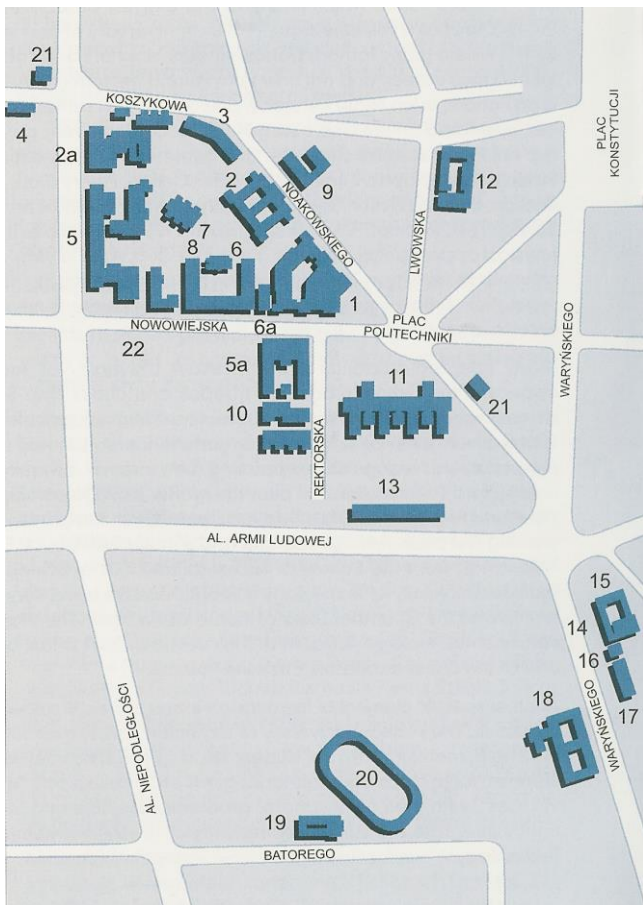 21
KOSZYKOWA
3
4
2a
2
9
12
PLAC
KONSTYTUCJI
NOAKOWSKIEGO
LWOWSKA
7
5
8
6
1
NOWOWIEJSKA
6a
PLAC
POLITECHNIKI
WARYŃSKIEGO
22
5a
11
21
10
REKTORSKA
13
AL. ARMII LUDOWEJ
15
14
16
17
WARYŃSKIEGO
18
AL. NIEPODLEGŁOŚCI
20
19
BATOREGO